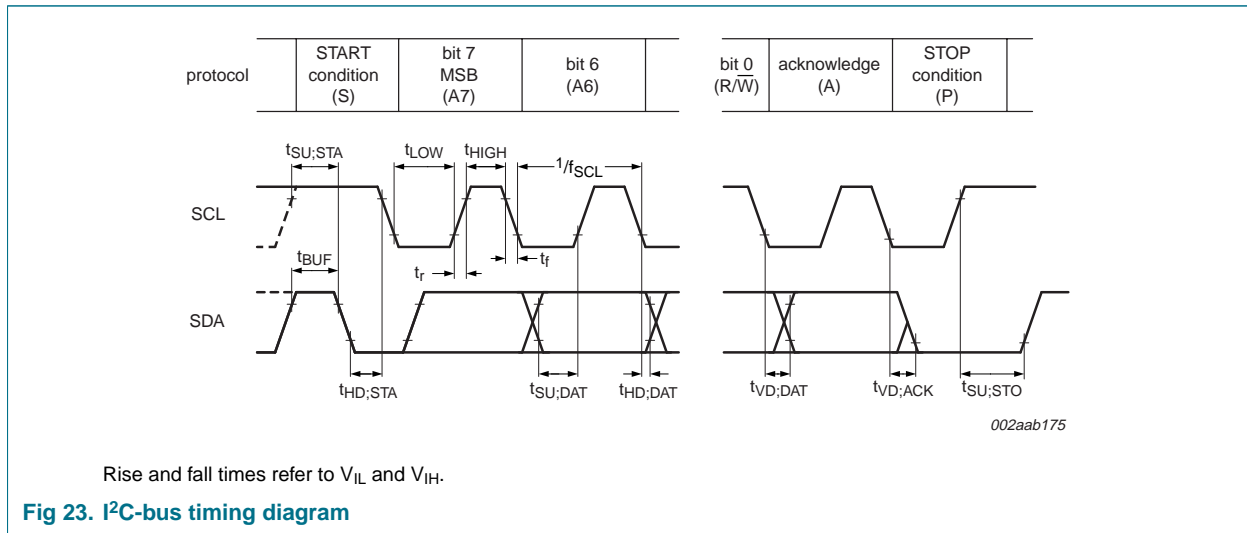 protocol
START
condition
(S)
bit 7
MSB
(A7)
bit 6
(A6)
bit 0
(R/W̅)
acknowledge
(A)
STOP
condition
(P)
tSU;STA
tLOW
tHIGH
1/fSCL
SCL
tBUF
tr
tf
SDA
tHD;STA
tSU;DAT
tHD;DAT
tVD;DAT
tVD;ACK
tSU;STO
002aab175
Rise and fall times refer to VIL and VIH.
Fig 23. I2C-bus timing diagram